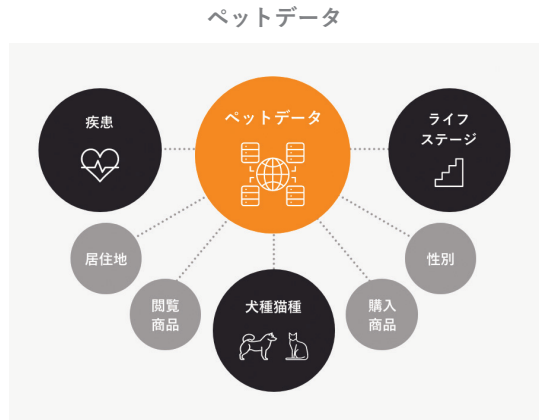 ペットデータ
疾患
ペットデータ
ライフ
ステージ
居住地
性別
閲覧
商品
犬種猫種
購入
商品